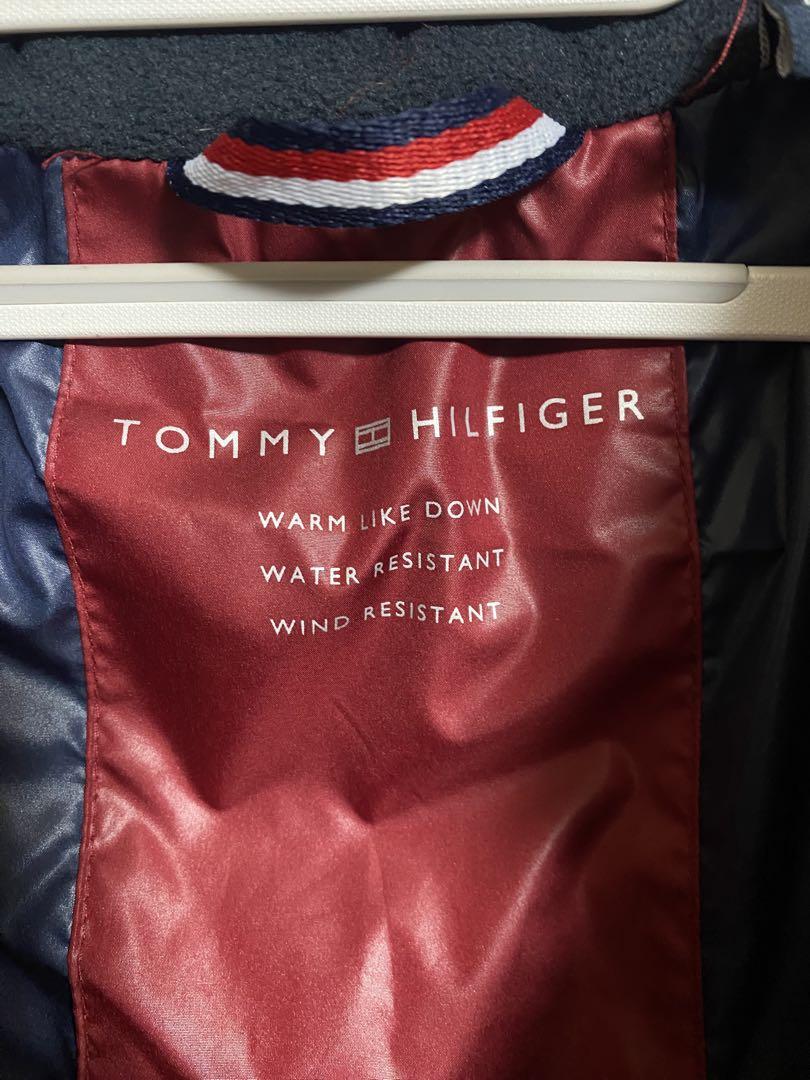 TOMMY HILFIGER
WARM LIKE DOWN
WATER RESISTANT
WIND RESISTANT